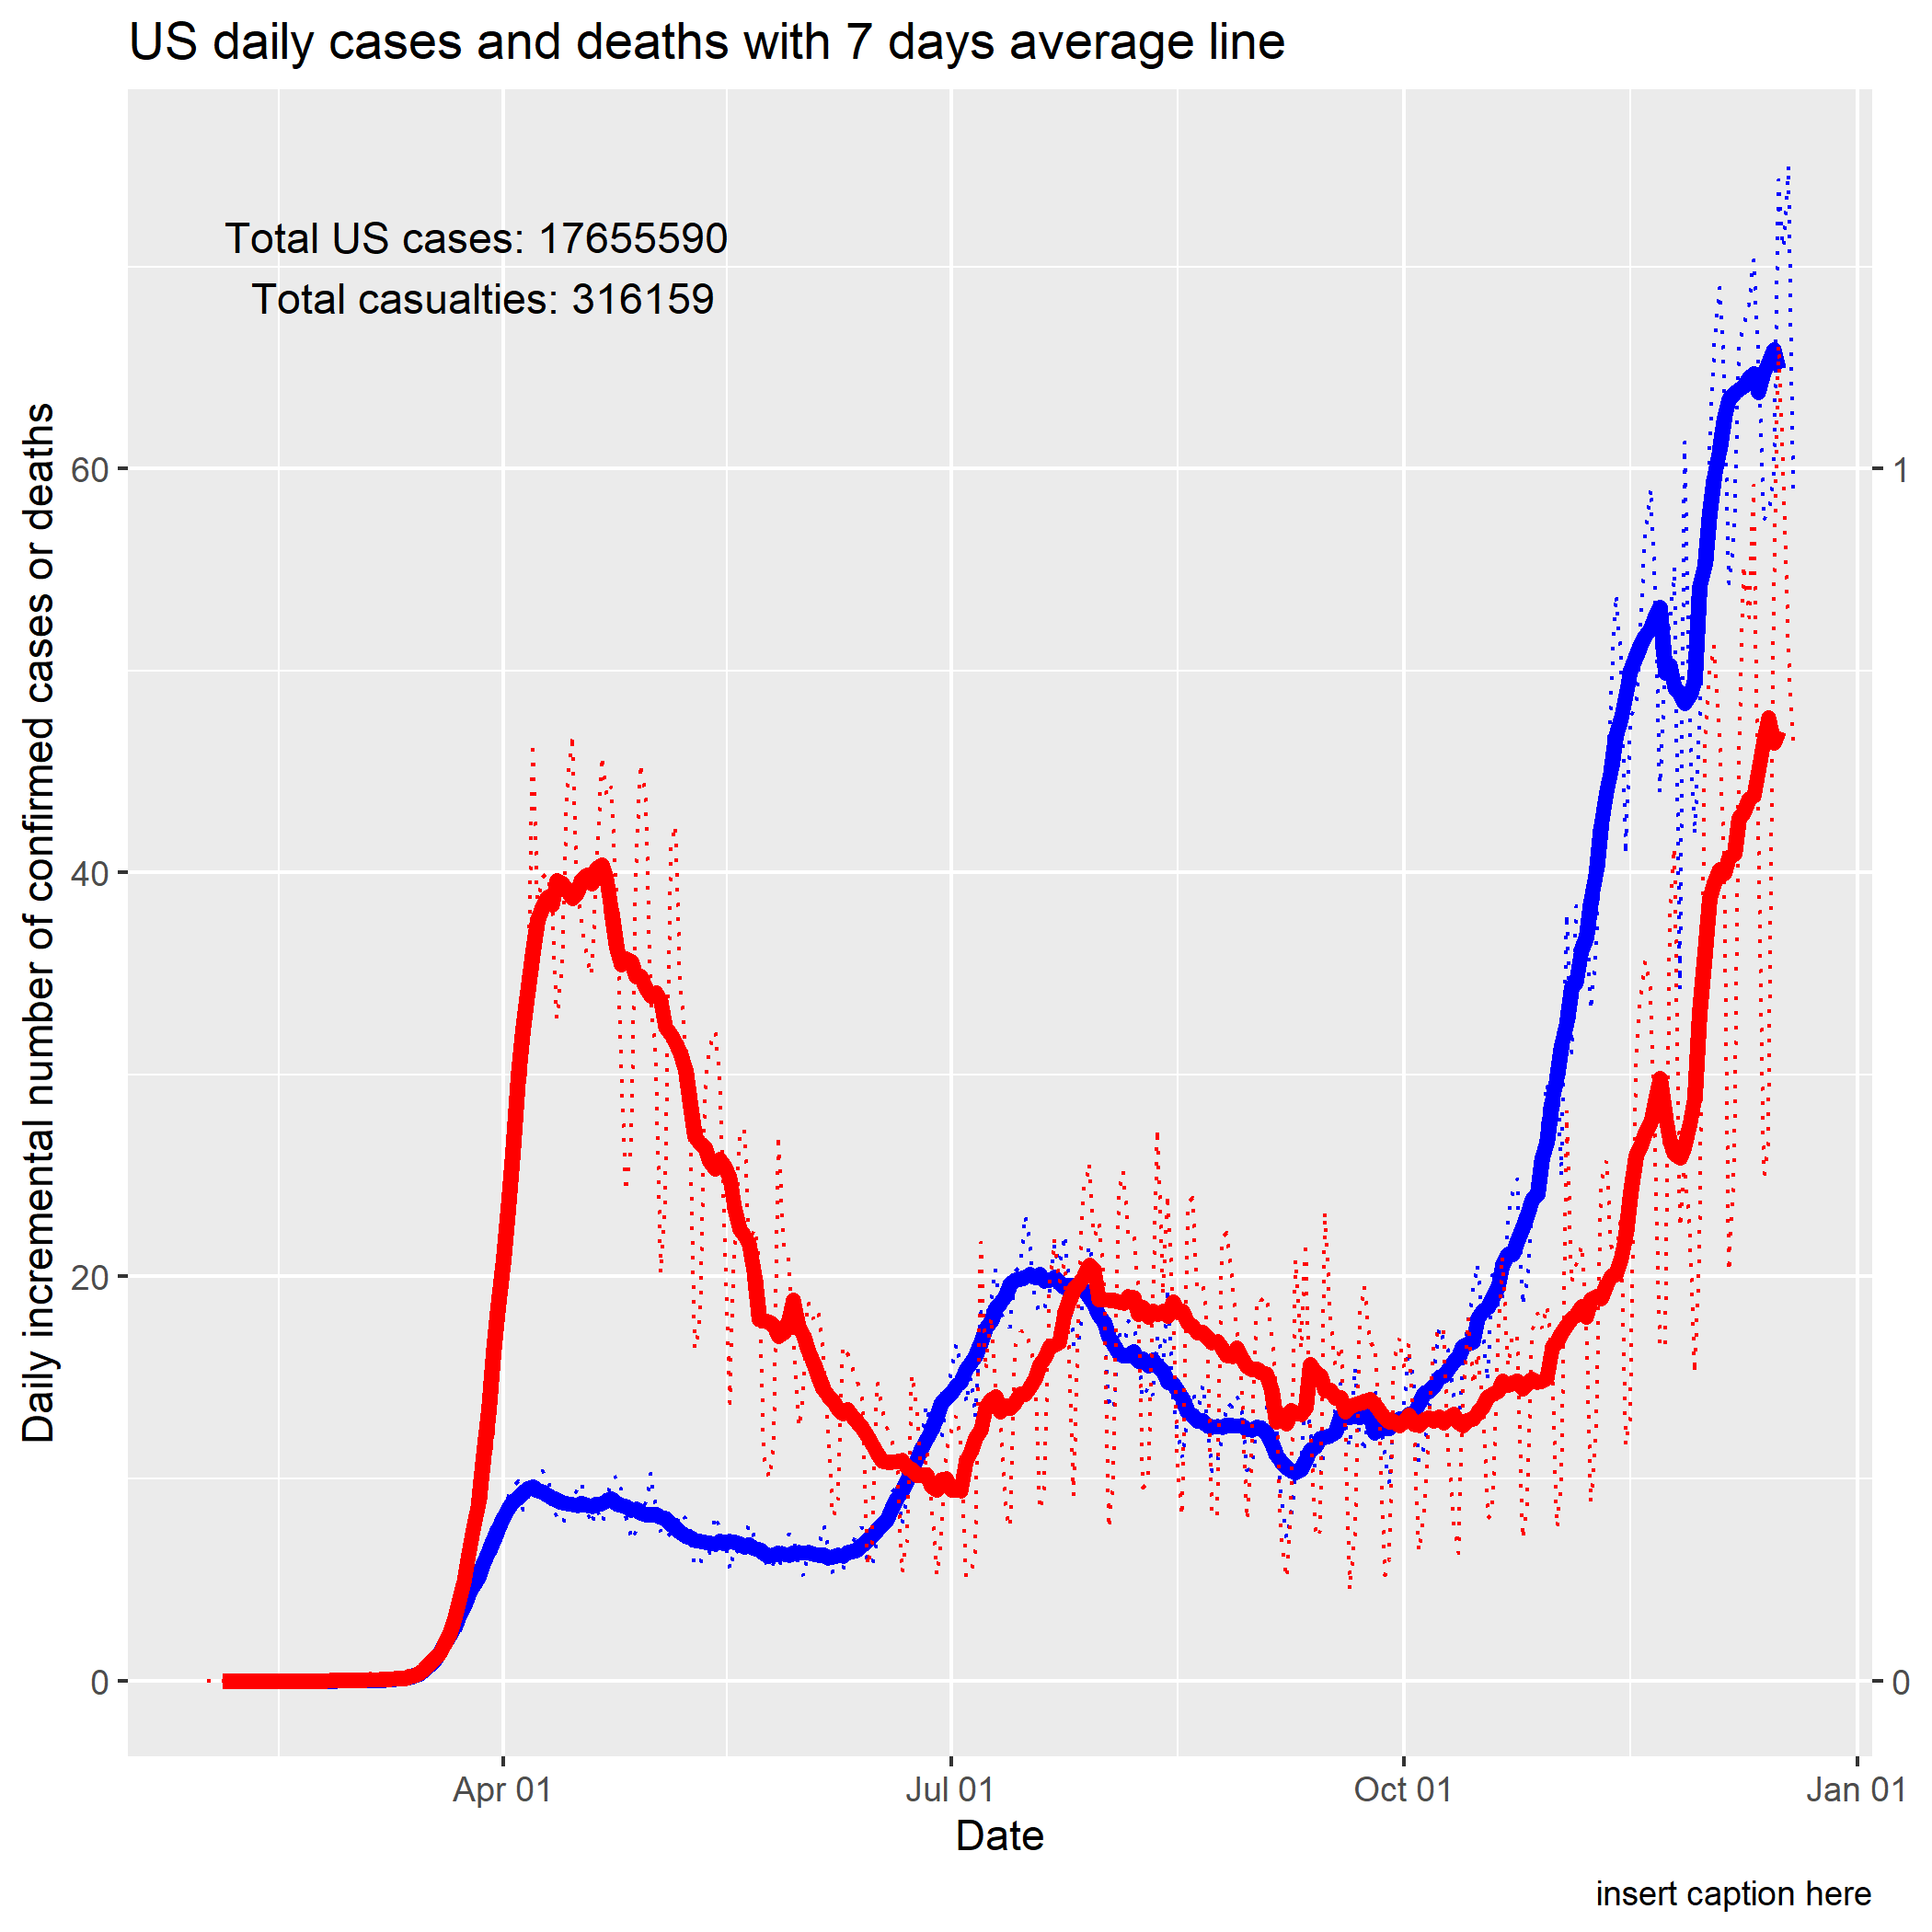 US daily cases and deaths with 7 days average line
Total US cases: 17655590
Total casualties: 316159
Daily incremental number of confirmed cases or deaths
60
40
20
0
1
0
Apr 01
Jul 01
Oct 01
Jan 01
Date
insert caption here